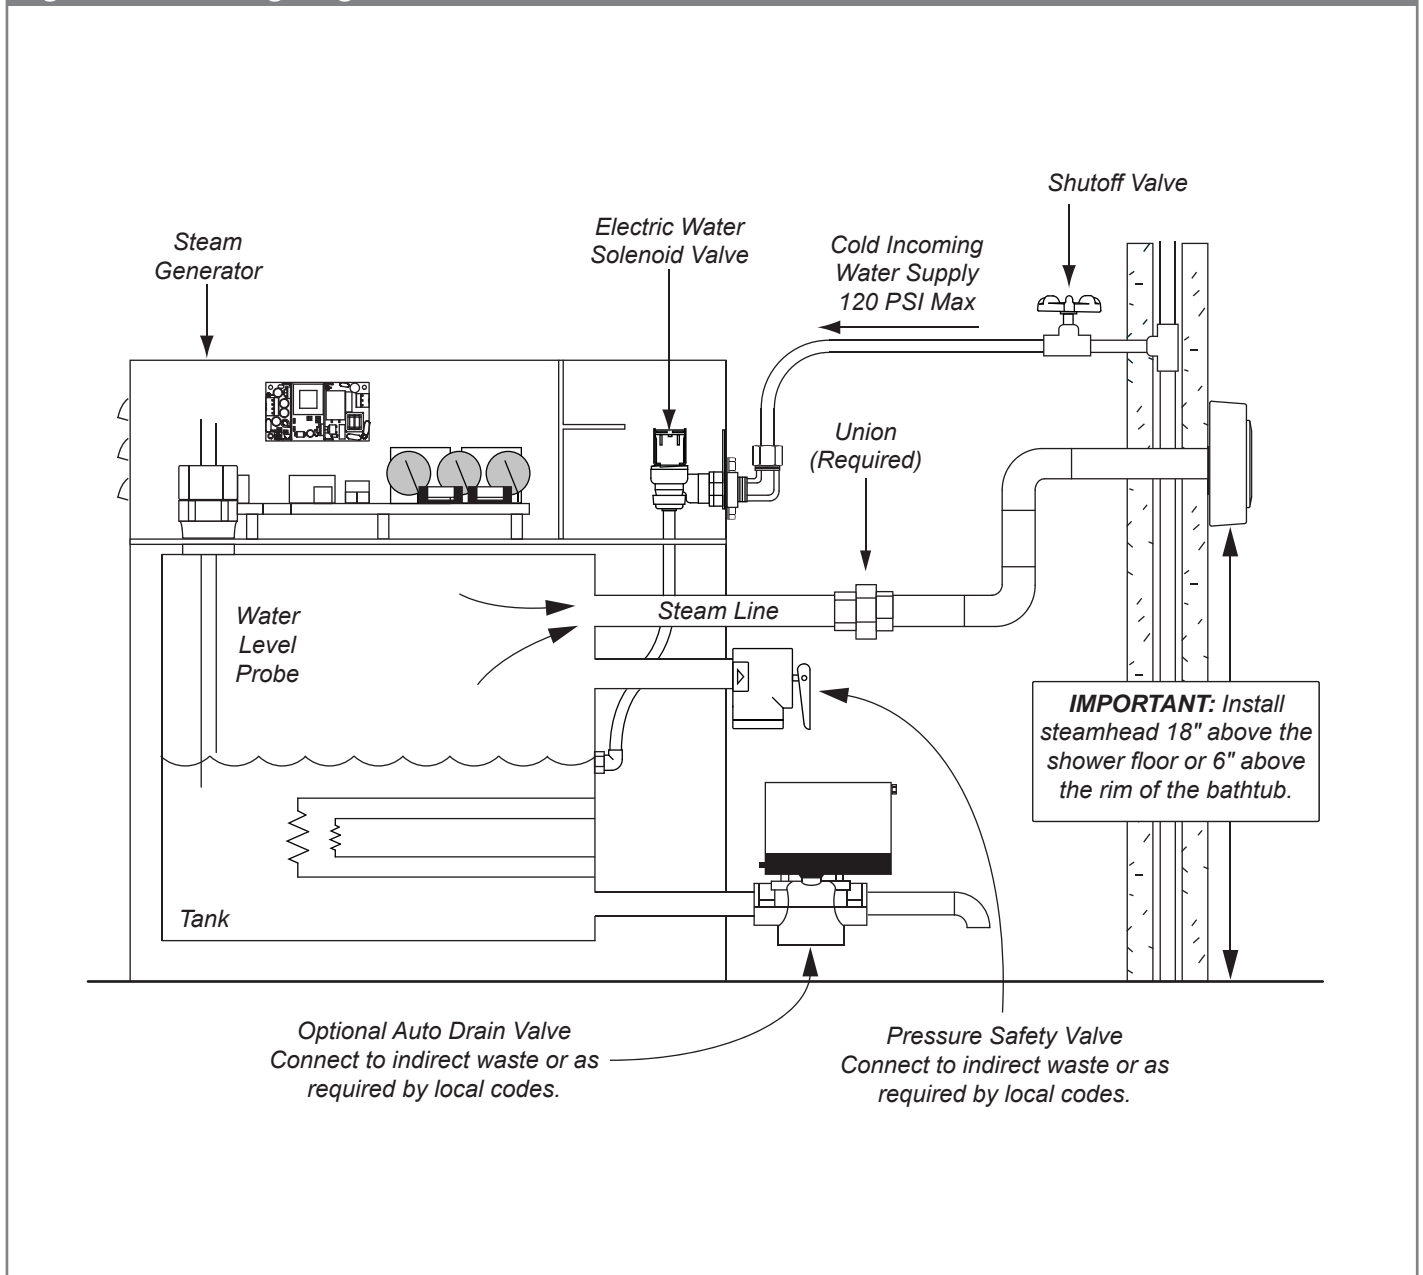 Shutoff Valve
Steam
Generator
Electric Water
Solenoid Valve
Cold Incoming
Water Supply
120 PSI Max
Union
(Required)
Steam Line
Water
Level
Probe
IMPORTANT: Install
steamhead 18" above the
shower floor or 6" above
the rim of the bathtub.
Tank
Optional Auto Drain Valve
Connect to indirect waste or as
required by local codes.
Pressure Safety Valve
Connect to indirect waste or as
required by local codes.